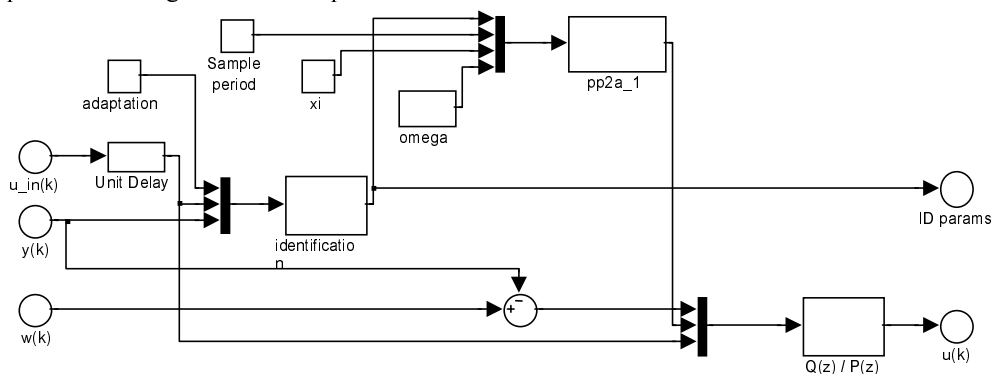 Sample
period
xi
pp2a_1
adaptation
omega
u_in(k)
Unit Delay
y(k)
identificatio
n
ID params
w(k)
+
−
Q(z) / P(z)
u(k)